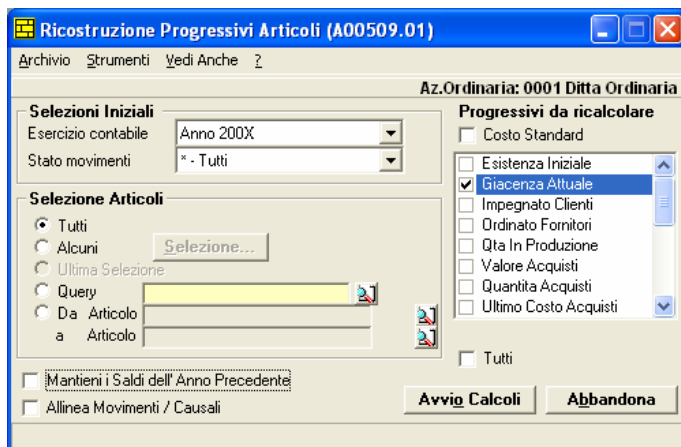 Ricostruzione Progressivi Articoli (A00509.01)
Archivio Strumenti Vedi Anche ?
Az.Ordinaria: 0001 Ditta Ordinaria
Selezioni Iniziali
Esercizio contabile Anno 200X
Stato movimenti * - Tutti
Selezione Articoli
Tutti
Alcuni Selezione...
Ultima Selezione
Query
Da Articolo
a Articolo
Mantieni i Saldi dell' Anno Precedente
Allinea Movimenti / Causali
Progressivi da ricalcolare
Costo Standard
Esistenza Iniziale
Giacenza Attuale
Impegnato Clienti
Ordinato Fornitori
Qta In Produzione
Valore Acquisti
Quantita Acquisti
Ultimo Costo Acquisti
Tutti
Avvio Calcoli Abbandona